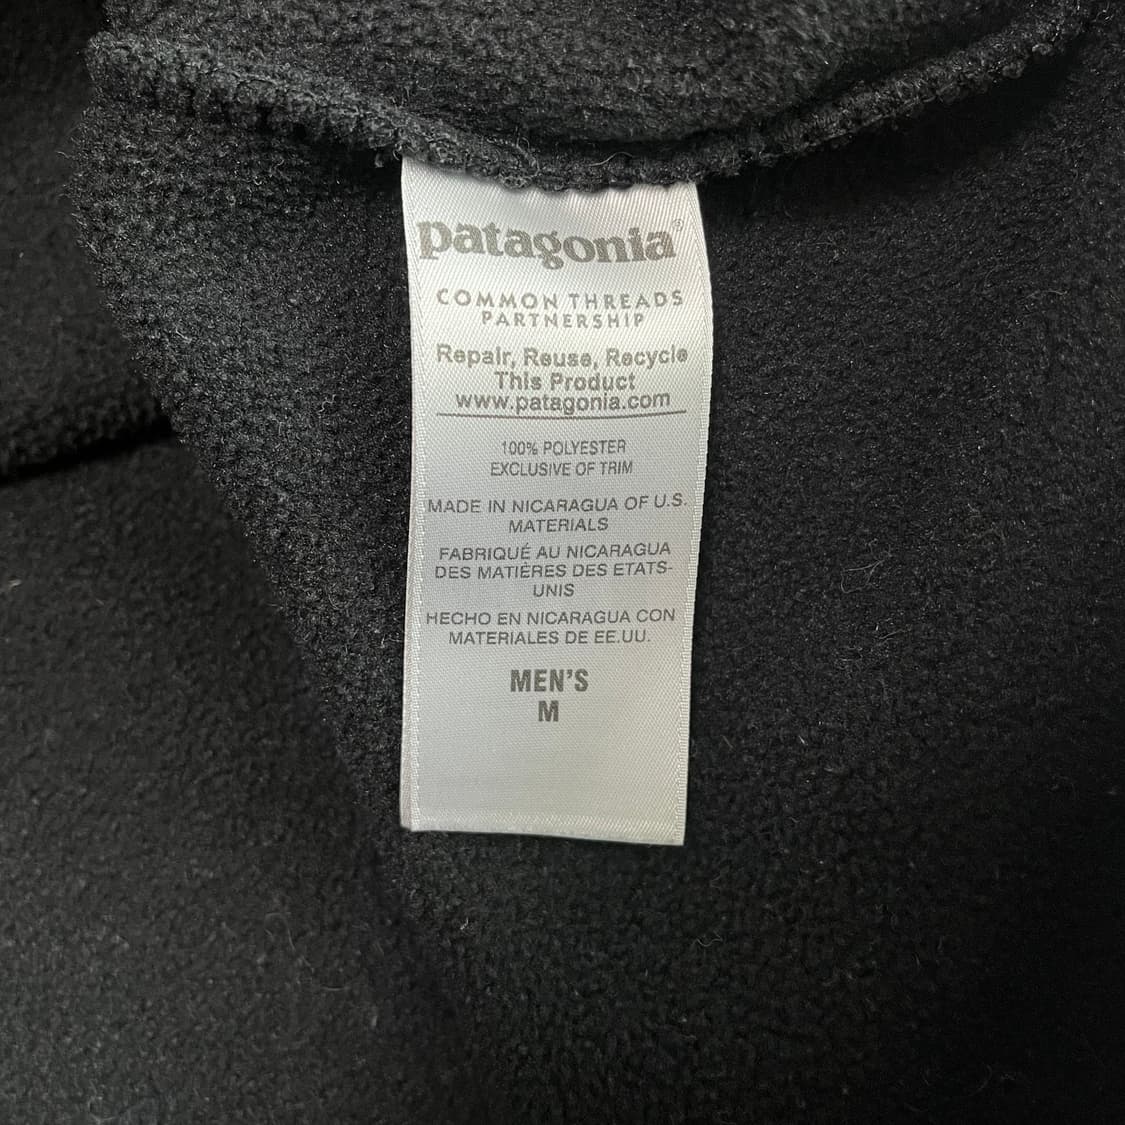 patagonia®
COMMON THREADS
PARTNERSHIP
Repair, Reuse, Recycle
This Product
www.patagonia.com
100% POLYESTER
EXCLUSIVE OF TRIM
MADE IN NICARAGUA OF U.S.
MATERIALS
FABRIQUÉ AU NICARAGUA
DES MATIÈRES DES ETATS-
UNIS
HECHO EN NICARAGUA CON
MATERIALES DE EE.UU.
MEN'S
M